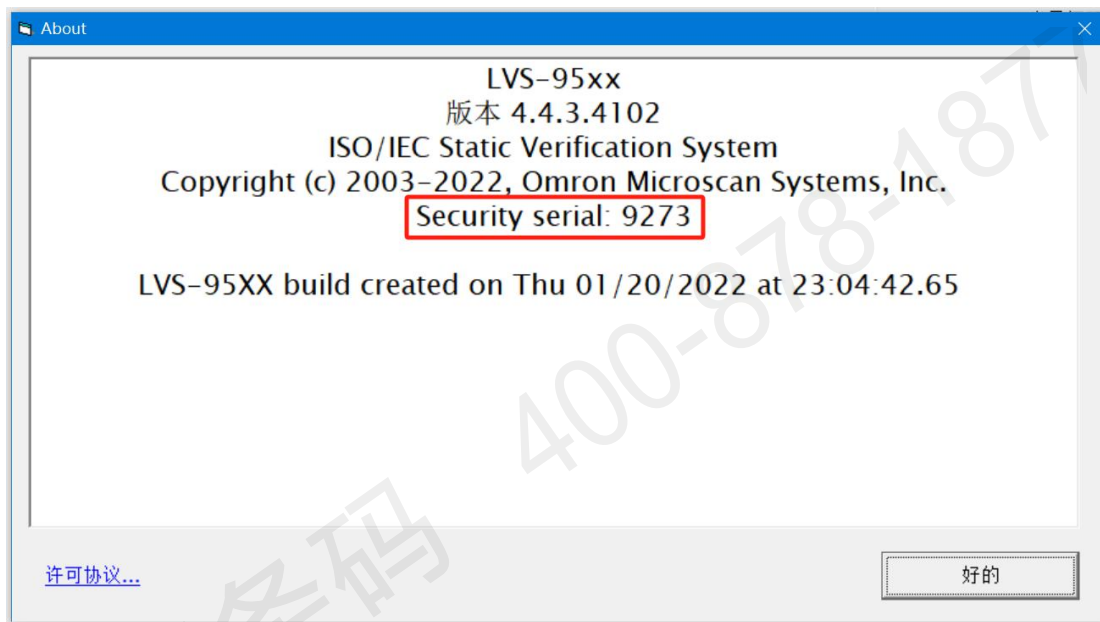 About
LVS-95xx
版本 4.4.3.4102
ISO/IEC Static Verification System
Copyright (c) 2003-2022, Omron Microscan Systems, Inc.
Security serial: 9273
LVS-95XX build created on Thu 01/20/2022 at 23:04:42.65
许可协议...
好的
条码 400-878-187